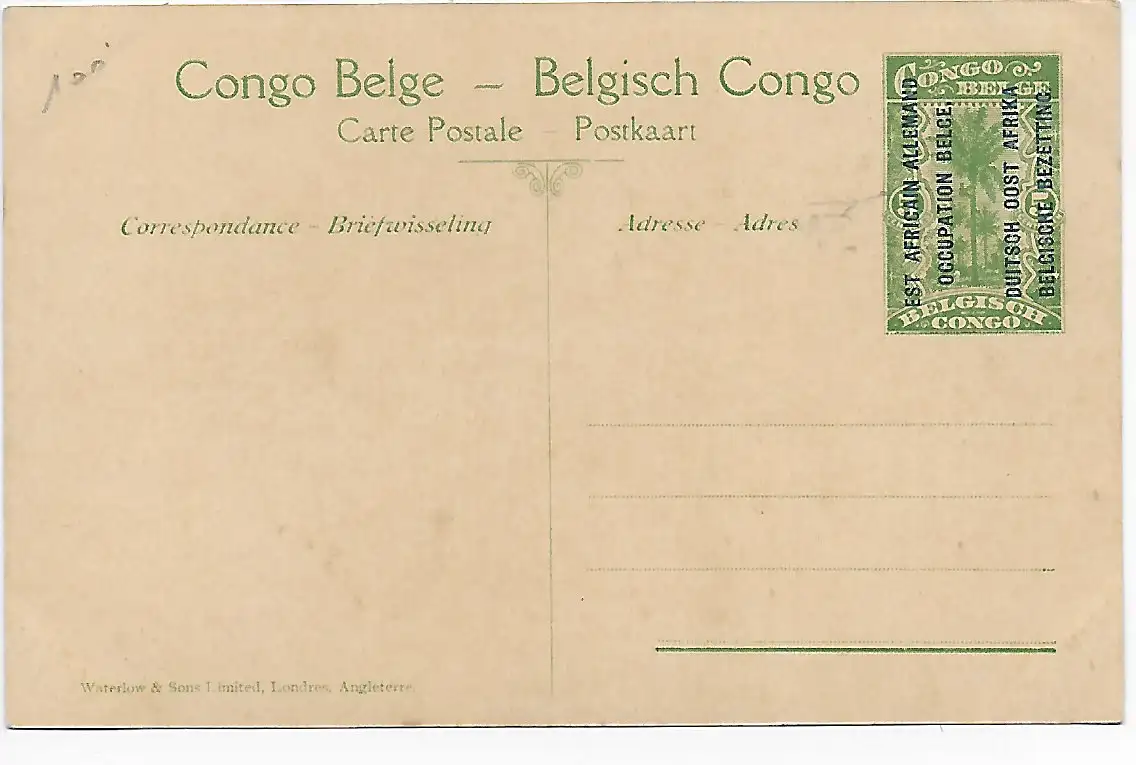 100
Congo Belge – Belgisch Congo
Carte Postale – Postkaart
Correspondance – Briefwisseling
Adresse – Adres
CONGO
BELGE
EST AFRICAIN ALLEMAND
OCCUPATION BELGE.
DUITSCH OOST AFRIKA
BELGISCHE BEZETTING.
BELGISCH
CONGO
Waterlow & Sons Limited, Londres, Angleterre.